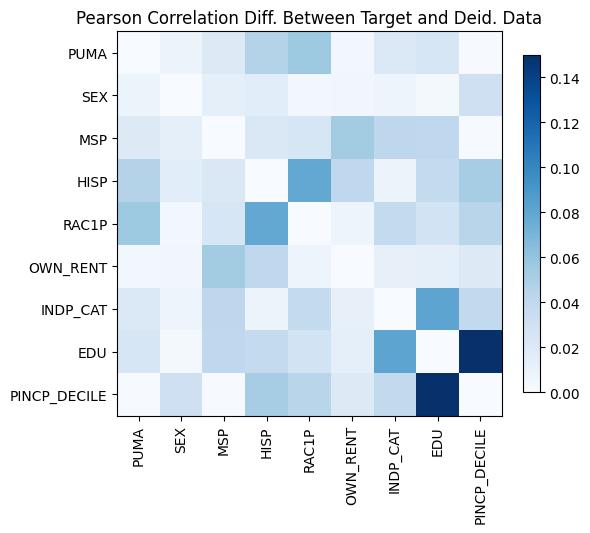 Pearson Correlation Diff. Between Target and Deid. Data
PUMA
SEX
MSP
HISP
RAC1P
OWN_RENT
INDP_CAT
EDU
PINCP_DECILE
PUMA
SEX
MSP
HISP
RAC1P
OWN_RENT
INDP_CAT
EDU
PINCP_DECILE
0.14
0.12
0.10
0.08
0.06
0.04
0.02
0.00